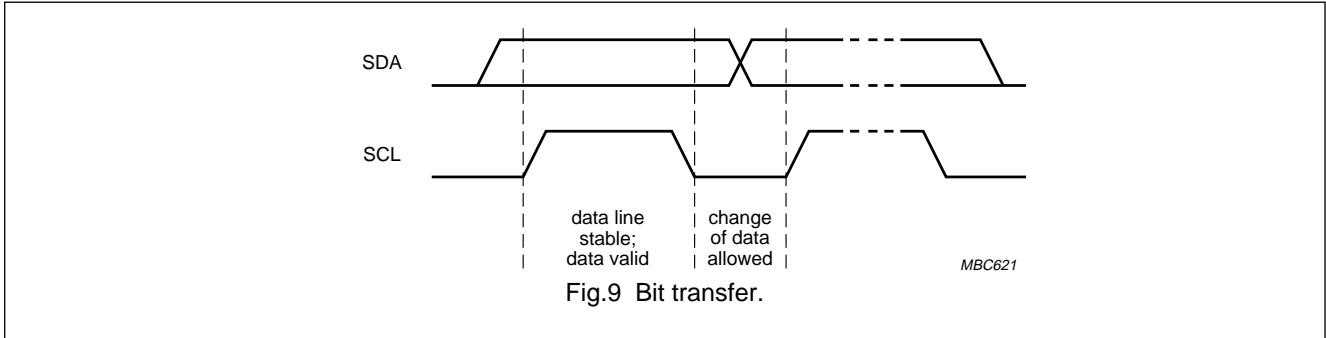 SDA
SCL
data line
stable;
data valid
change
of data
allowed
MBC621
Fig.9 Bit transfer.